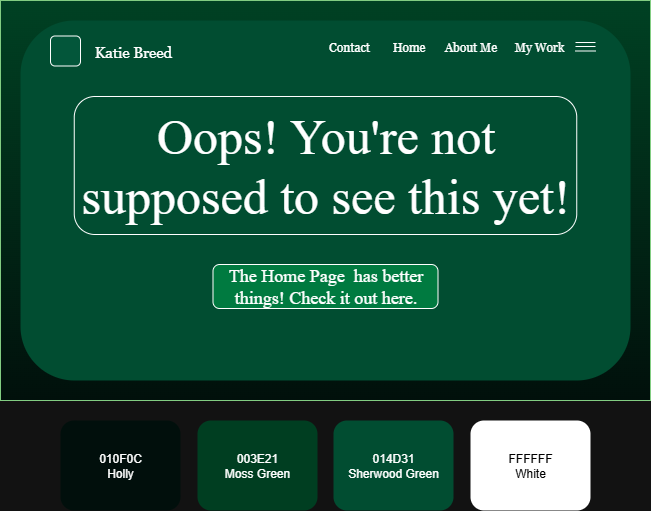 Katie Breed
Contact Home About Me My Work
Oops! You're not
supposed to see this yet!
The Home Page has better
things! Check it out here.
010F0C
Holly
003E21
Moss Green
014D31
Sherwood Green
FFFFFF
White